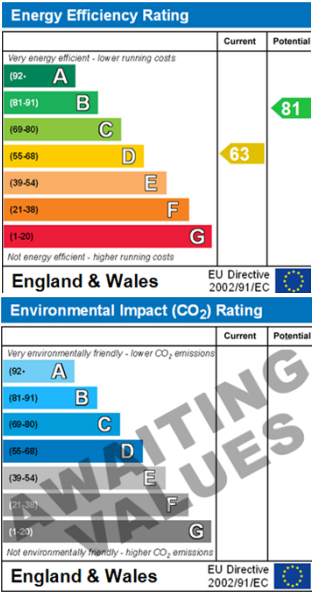 Energy Efficiency Rating
Current Potential
Very energy efficient - lower running costs
(92- A
(81-91) B
81
(69-80) C
(55-68) D
63
(39-54) E
(21-38) F
(1-20) G
Not energy efficient - higher running costs
England & Wales
EU Directive
2002/91/EC
Environmental Impact (CO₂) Rating
Current Potential
Very environmentally friendly - lower CO₂ emissions
(92- A
(81-91) B
(69-80) C
(55-68) D
(39-54) E
(21-38) F
(1-20) G
AWAITING
VALUES
Not environmentally friendly - higher CO₂ emissions
England & Wales
EU Directive
2002/91/EC